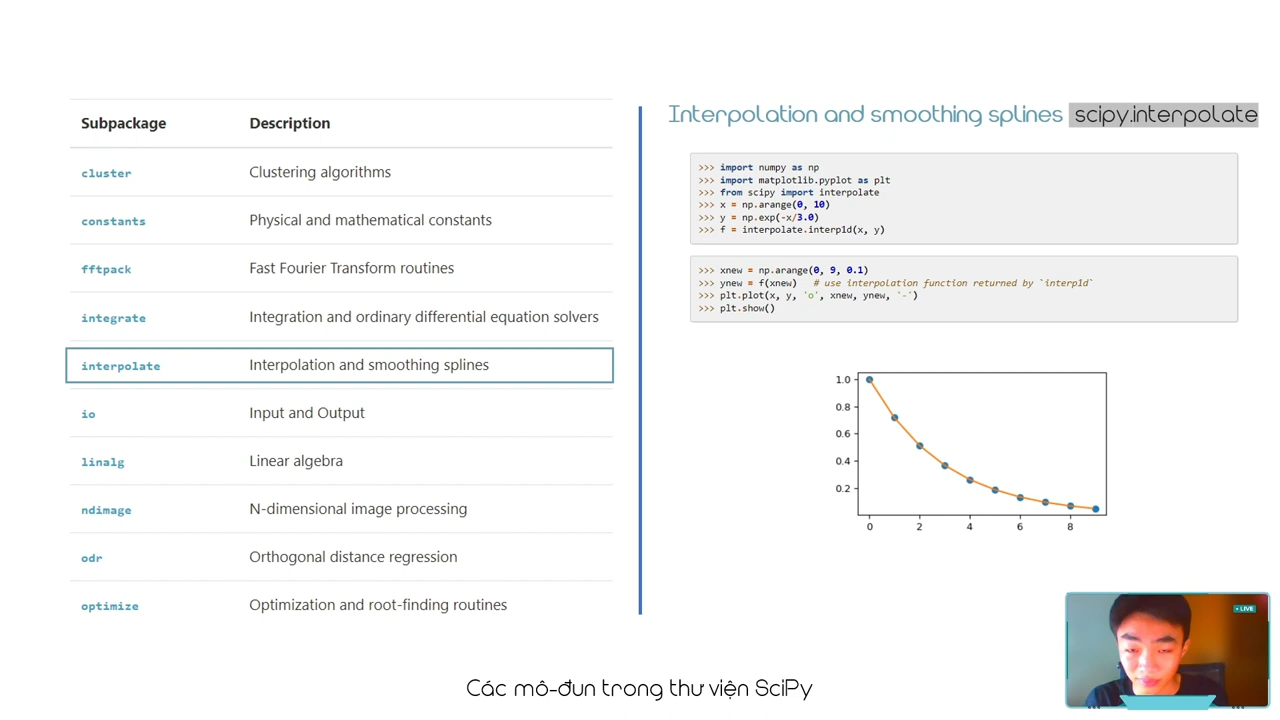 Subpackage Description
cluster Clustering algorithms
constants Physical and mathematical constants
fftpack Fast Fourier Transform routines
integrate Integration and ordinary differential equation solvers
interpolate Interpolation and smoothing splines
io Input and Output
linalg Linear algebra
ndimage N-dimensional image processing
odr Orthogonal distance regression
optimize Optimization and root-finding routines
Interpolation and smoothing splines scipy.interpolate
>>> import numpy as np
>>> import matplotlib.pyplot as plt
>>> from scipy import interpolate
>>> x = np.arange(0, 10)
>>> y = np.exp(-x/3.0)
>>> f = interpolate.interp1d(x, y)
>>> xnew = np.arange(0, 9, 0.1)
>>> ynew = f(xnew)   # use interpolation function returned by `interp1d`
>>> plt.plot(x, y, 'o', xnew, ynew, '-')
>>> plt.show()
1.0
0.8
0.6
0.4
0.2
0 2 4 6 8
LIVE
Các mô-đun trong thư viện SciPy